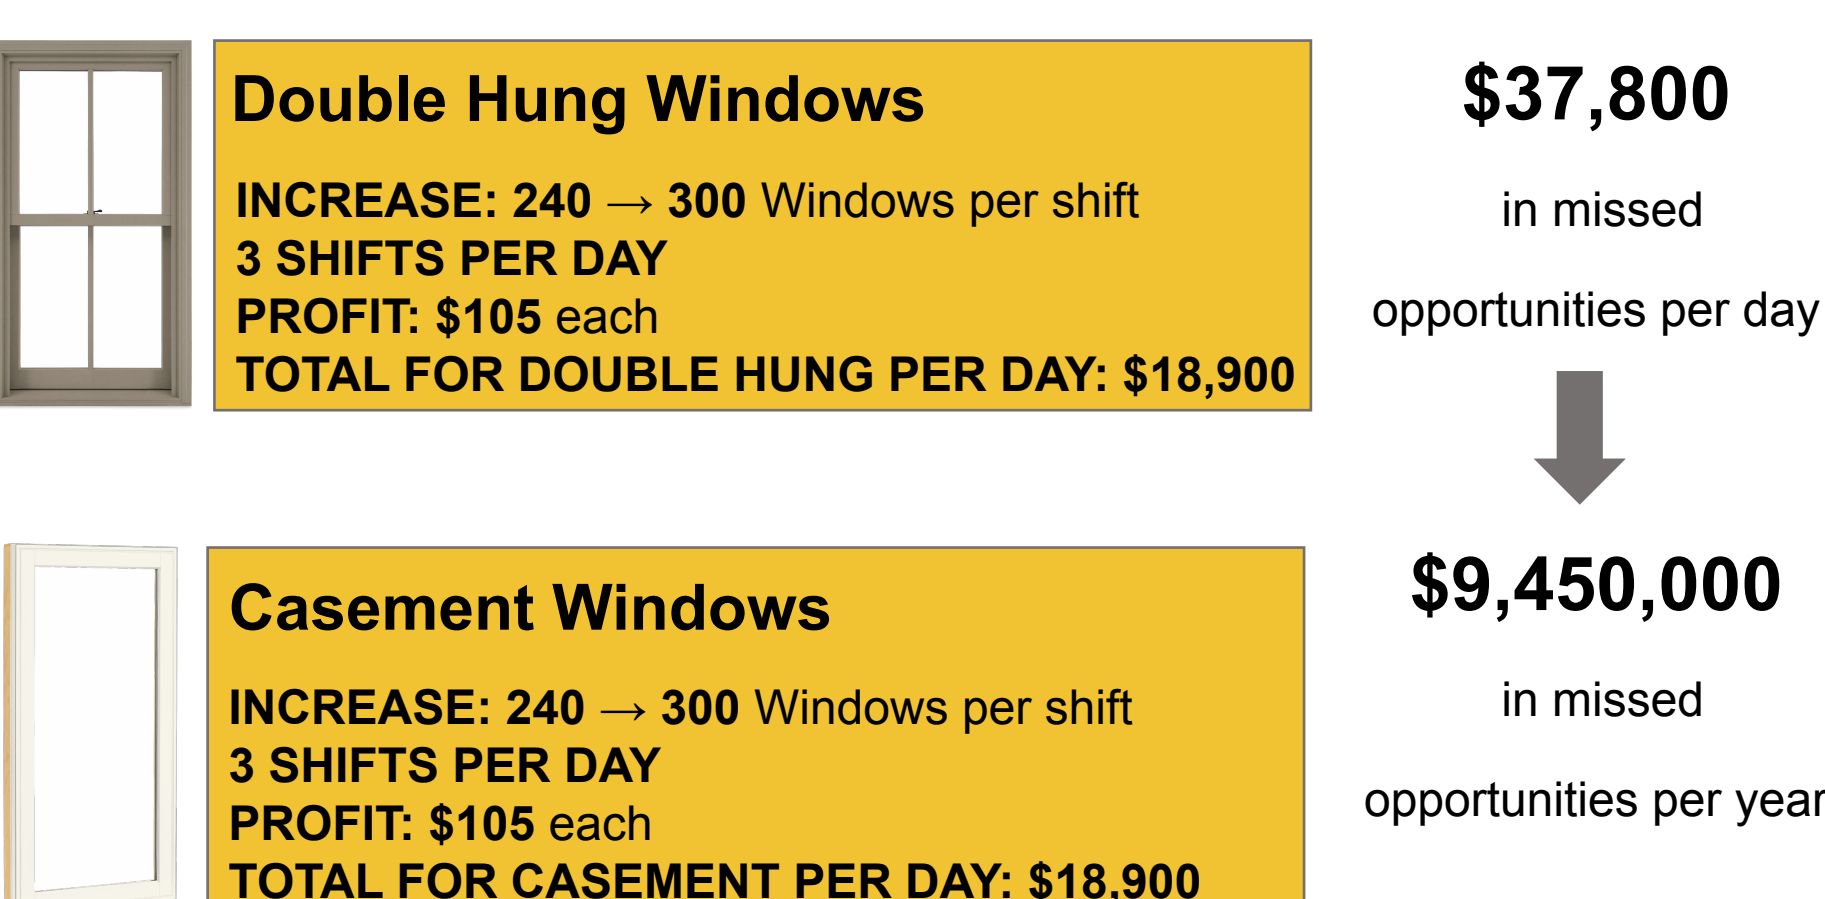 Double Hung Windows
INCREASE: 240 → 300 Windows per shift
3 SHIFTS PER DAY
PROFIT: $105 each
TOTAL FOR DOUBLE HUNG PER DAY: $18,900
$37,800
in missed
opportunities per day
Casement Windows
INCREASE: 240 → 300 Windows per shift
3 SHIFTS PER DAY
PROFIT: $105 each
TOTAL FOR CASEMENT PER DAY: $18,900
$9,450,000
in missed
opportunities per year